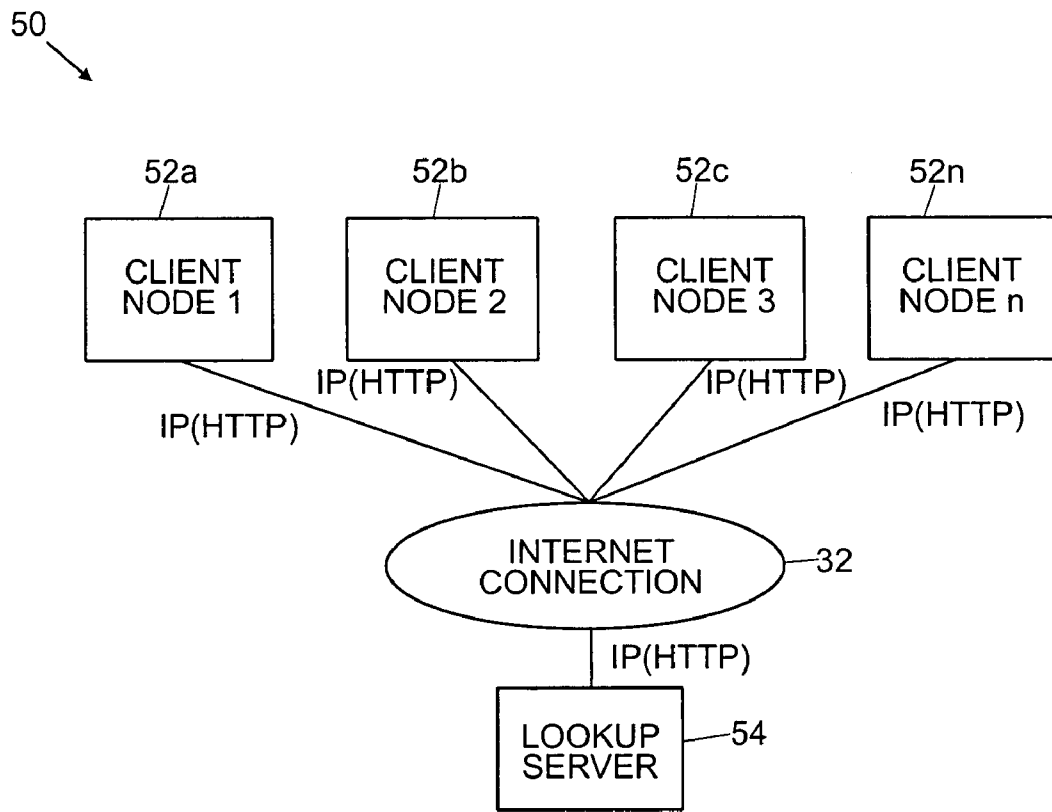 50
52a
52b
52c
52n
CLIENT
NODE 1
CLIENT
NODE 2
CLIENT
NODE 3
CLIENT
NODE n
IP(HTTP)
IP(HTTP)
IP(HTTP)
IP(HTTP)
INTERNET
CONNECTION
32
IP(HTTP)
LOOKUP
SERVER
54